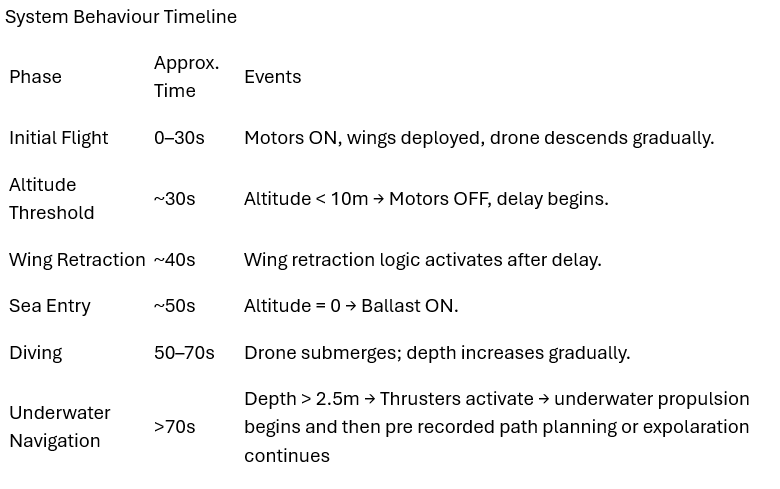 System Behaviour Timeline
Phase Approx. Time Events
Initial Flight 0–30s Motors ON, wings deployed, drone descends gradually.
Altitude Threshold ~30s Altitude < 10m → Motors OFF, delay begins.
Wing Retraction ~40s Wing retraction logic activates after delay.
Sea Entry ~50s Altitude = 0 → Ballast ON.
Diving 50–70s Drone submerges; depth increases gradually.
Underwater Navigation >70s Depth > 2.5m → Thrusters activate → underwater propulsion
begins and then pre recorded path planning or expolaration
continues